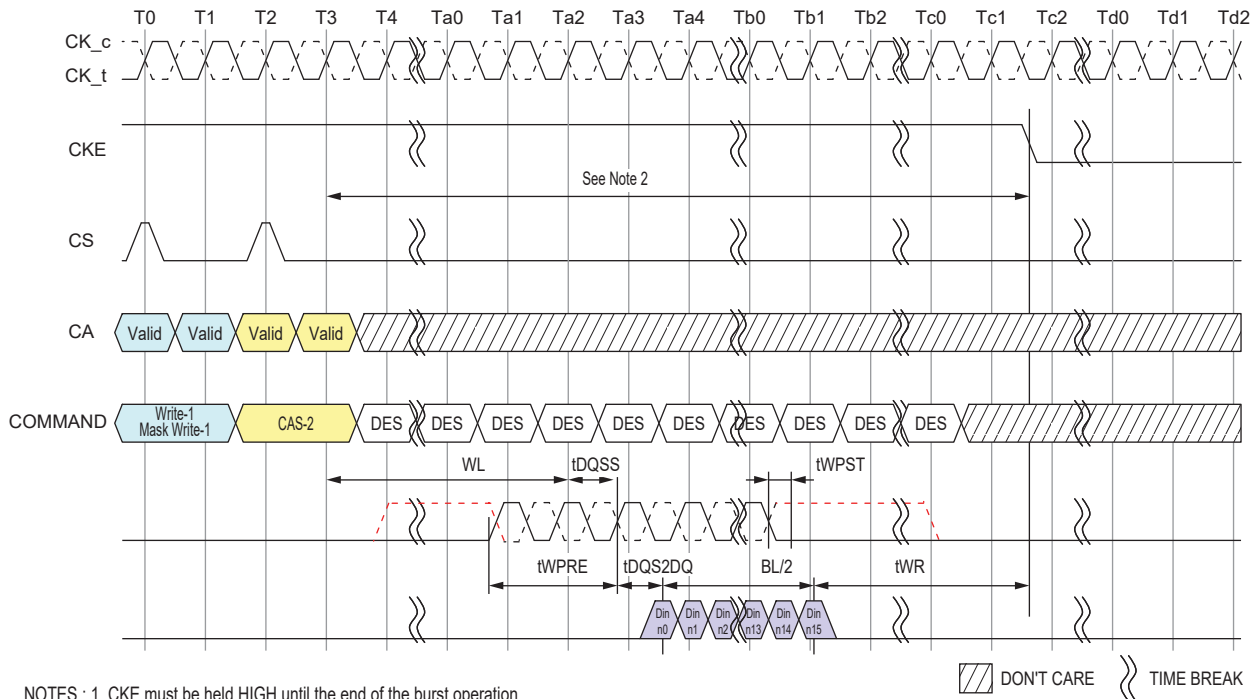 T0 T1 T2 T3 T4 Ta0 Ta1 Ta2 Ta3 Ta4 Tb0 Tb1 Tb2 Tc0 Tc1 Tc2 Td0 Td1 Td2
CK_c
CK_t
CKE
See Note 2
CS
CA Valid Valid Valid Valid
COMMAND Write-1 Mask Write-1 CAS-2 DES DES DES DES DES DES DES DES DES DES
WL tDQSS tWPST
tWPRE tDQS2DQ BL/2 tWR
Din n0 Din n1 Din n2 Din n13 Din n14 Din n15
DON'T CARE TIME BREAK
NOTES : 1. CKE must be held HIGH until the end of the burst operation